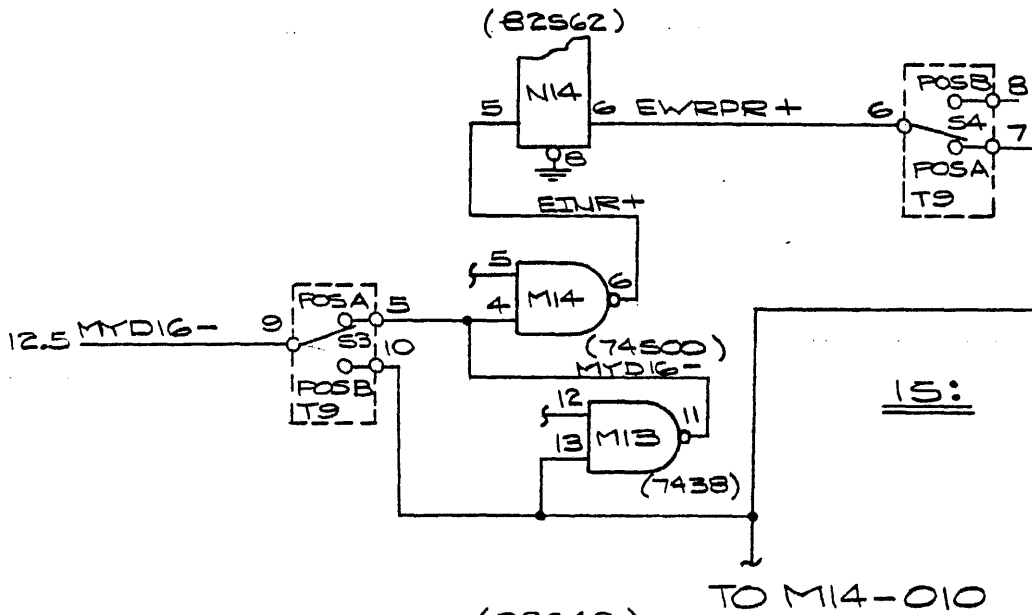 (82S62)
N14
5
6
EWRPR+
6
POSB
8
S4
7
POSA
T9
8
EINR+
5
M14
6
4
(74S00)
12.5 MYD16-
9
POSA
5
S3
10
POSB
T9
MYD16-
12
M13
11
13
(7438)
15:
TO M14-010